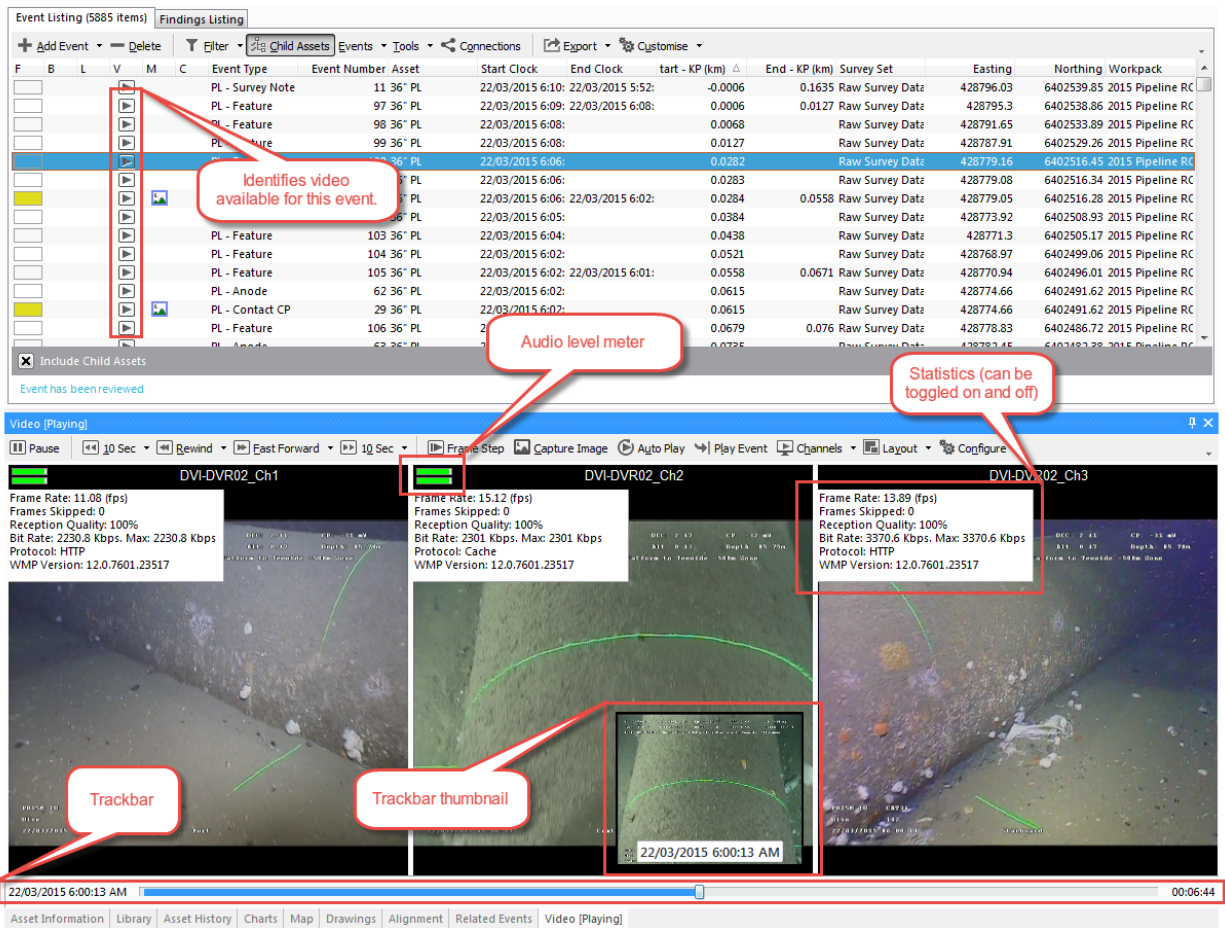 Event Listing (5885 items) Findings Listing
Add Event Delete Filter Child Assets Events Tools Connections Export Customise
F B L V M C Event Type Event Number Asset Start Clock End Clock tart - KP (km) End - KP (km) Survey Set Easting Northing Workpack
PL - Survey Note 11 36" PL 22/03/2015 6:10: 22/03/2015 5:52: -0.0006 0.1635 Raw Survey Data 428796.03 6402539.85 2015 Pipeline RC
PL - Feature 97 36" PL 22/03/2015 6:09: 22/03/2015 6:08: 0.0006 0.0127 Raw Survey Data 428795.3 6402538.86 2015 Pipeline RC
PL - Feature 98 36" PL 22/03/2015 6:08: 0.0068 Raw Survey Data 428791.65 6402533.89 2015 Pipeline RC
99 36" PL 22/03/2015 6:08: 0.0127 Raw Survey Data 428787.91 6402529.26 2015 Pipeline RC
36" PL 22/03/2015 6:06: 0.0282 Raw Survey Data 428779.16 6402516.45 2015 Pipeline RC
22/03/2015 6:06: 0.0283 Raw Survey Data 428779.08 6402516.34 2015 Pipeline RC
22/03/2015 6:06: 22/03/2015 6:02: 0.0284 0.0558 Raw Survey Data 428779.05 6402516.28 2015 Pipeline RC
22/03/2015 6:05: 0.0384 Raw Survey Data 428773.92 6402508.93 2015 Pipeline RC
PL - Feature 103 36" PL 22/03/2015 6:04: 0.0438 Raw Survey Data 428771.3 6402505.17 2015 Pipeline RC
PL - Feature 104 36" PL 22/03/2015 6:02: 0.0521 Raw Survey Data 428768.97 6402499.06 2015 Pipeline RC
PL - Feature 105 36" PL 22/03/2015 6:02: 22/03/2015 6:01: 0.0558 0.0671 Raw Survey Data 428770.94 6402496.01 2015 Pipeline RC
PL - Anode 62 36" PL 22/03/2015 6:02: 0.0615 Raw Survey Data 428774.66 6402491.62 2015 Pipeline RC
PL - Contact CP 29 36" PL 22/03/2015 6:02: 0.0615 Raw Survey Data 428774.66 6402491.62 2015 Pipeline RC
PL - Feature 106 36" PL 0.0679 0.076 Raw Survey Data 428778.83 6402486.72 2015 Pipeline RC
PL - Anode 63 36" PL 0.0735 Raw Survey Data 428782.45 6402482.38 2015 Pipeline RC
Identifies video
available for this event.
Include Child Assets
Audio level meter
Event has been reviewed
Statistics (can be
toggled on and off)
Video [Playing]
Pause 10 Sec Rewind Fast Forward 10 Sec Frame Step Capture Image Auto Play Play Event Channels Layout Configure
DVI-DVR02_Ch1
Frame Rate: 11.08 (fps)
Frames Skipped: 0
Reception Quality: 100%
Bit Rate: 2230.8 Kbps. Max: 2230.8 Kbps
Protocol: HTTP
WMP Version: 12.0.7601.23517
DVI-DVR02_Ch2
Frame Rate: 15.12 (fps)
Frames Skipped: 0
Reception Quality: 100%
Bit Rate: 2301 Kbps. Max: 2301 Kbps
Protocol: Cache
WMP Version: 12.0.7601.23517
DVI-DVR02_Ch3
Frame Rate: 13.89 (fps)
Frames Skipped: 0
Reception Quality: 100%
Bit Rate: 3370.6 Kbps. Max: 3370.6 Kbps
Protocol: HTTP
WMP Version: 12.0.7601.23517
Trackbar
Trackbar thumbnail
22/03/2015 6:00:13 AM
22/03/2015 6:00:13 AM 00:06:44
Asset Information Library Asset History Charts Map Drawings Alignment Related Events Video [Playing]